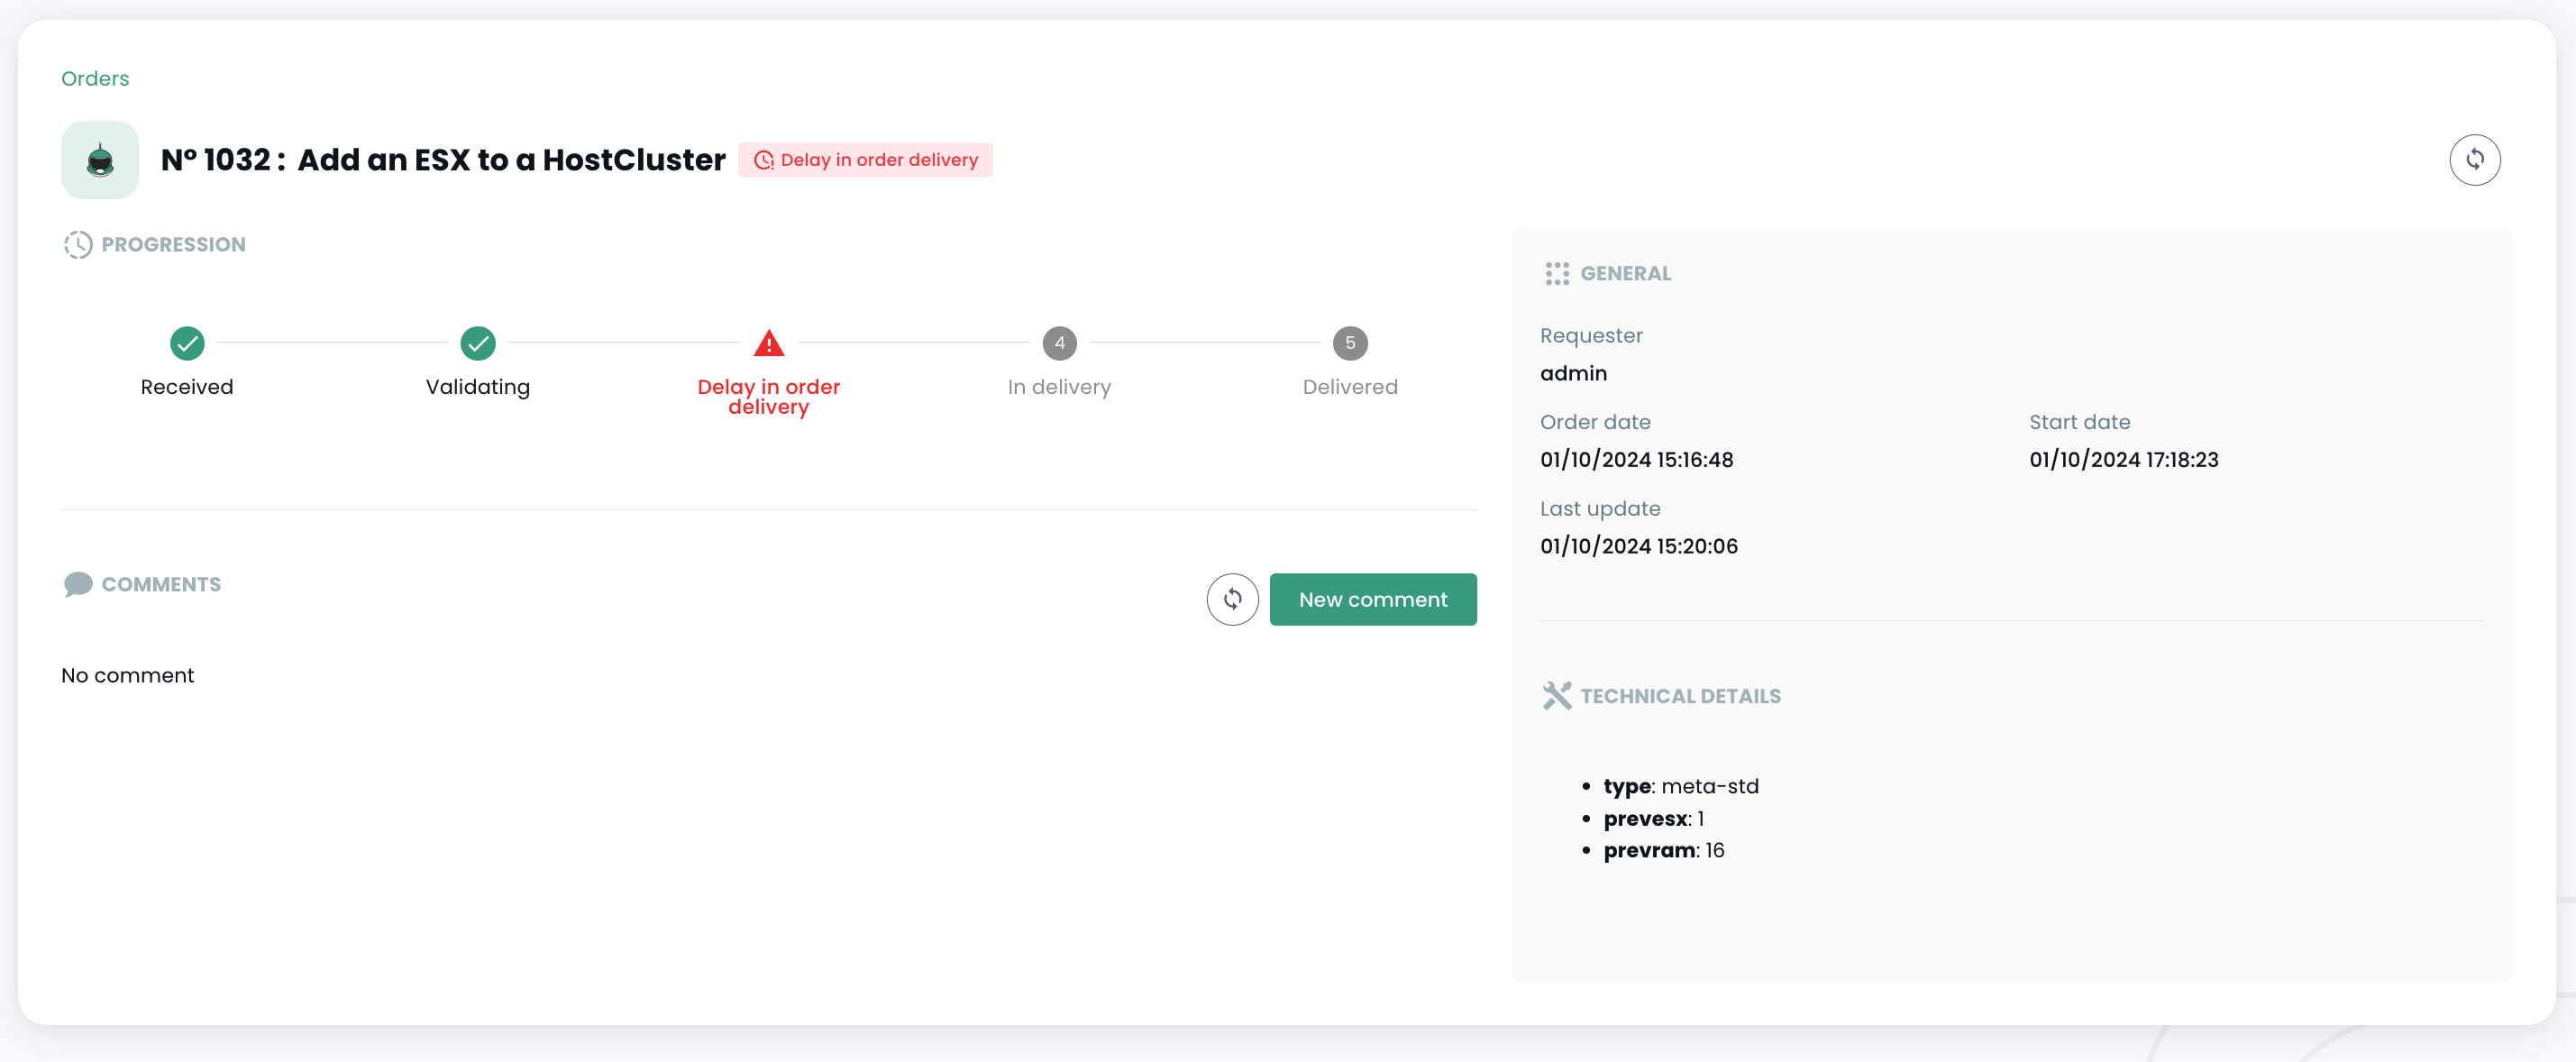 Orders
N° 1032 : Add an ESX to a HostCluster
Delay in order delivery
PROGRESSION
Received
Validating
Delay in order
delivery
4
In delivery
5
Delivered
COMMENTS
New comment
No comment
GENERAL
Requester
admin
Order date
01/10/2024 15:16:48
Start date
01/10/2024 17:18:23
Last update
01/10/2024 15:20:06
TECHNICAL DETAILS
• type: meta-std
• prevesx: 1
• prevram: 16